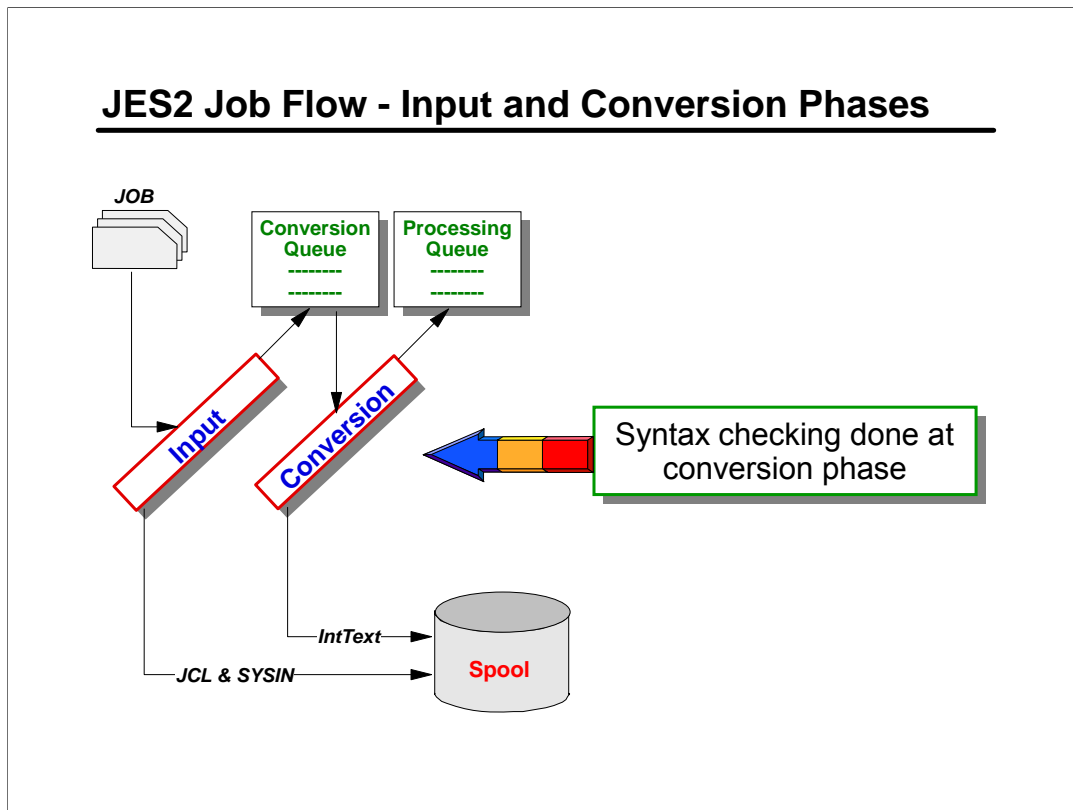 JES2 Job Flow - Input and Conversion Phases
JOB
Conversion
Queue
--------
--------
Processing
Queue
--------
--------
Input
Conversion
Syntax checking done at
conversion phase
IntText
JCL & SYSIN
Spool